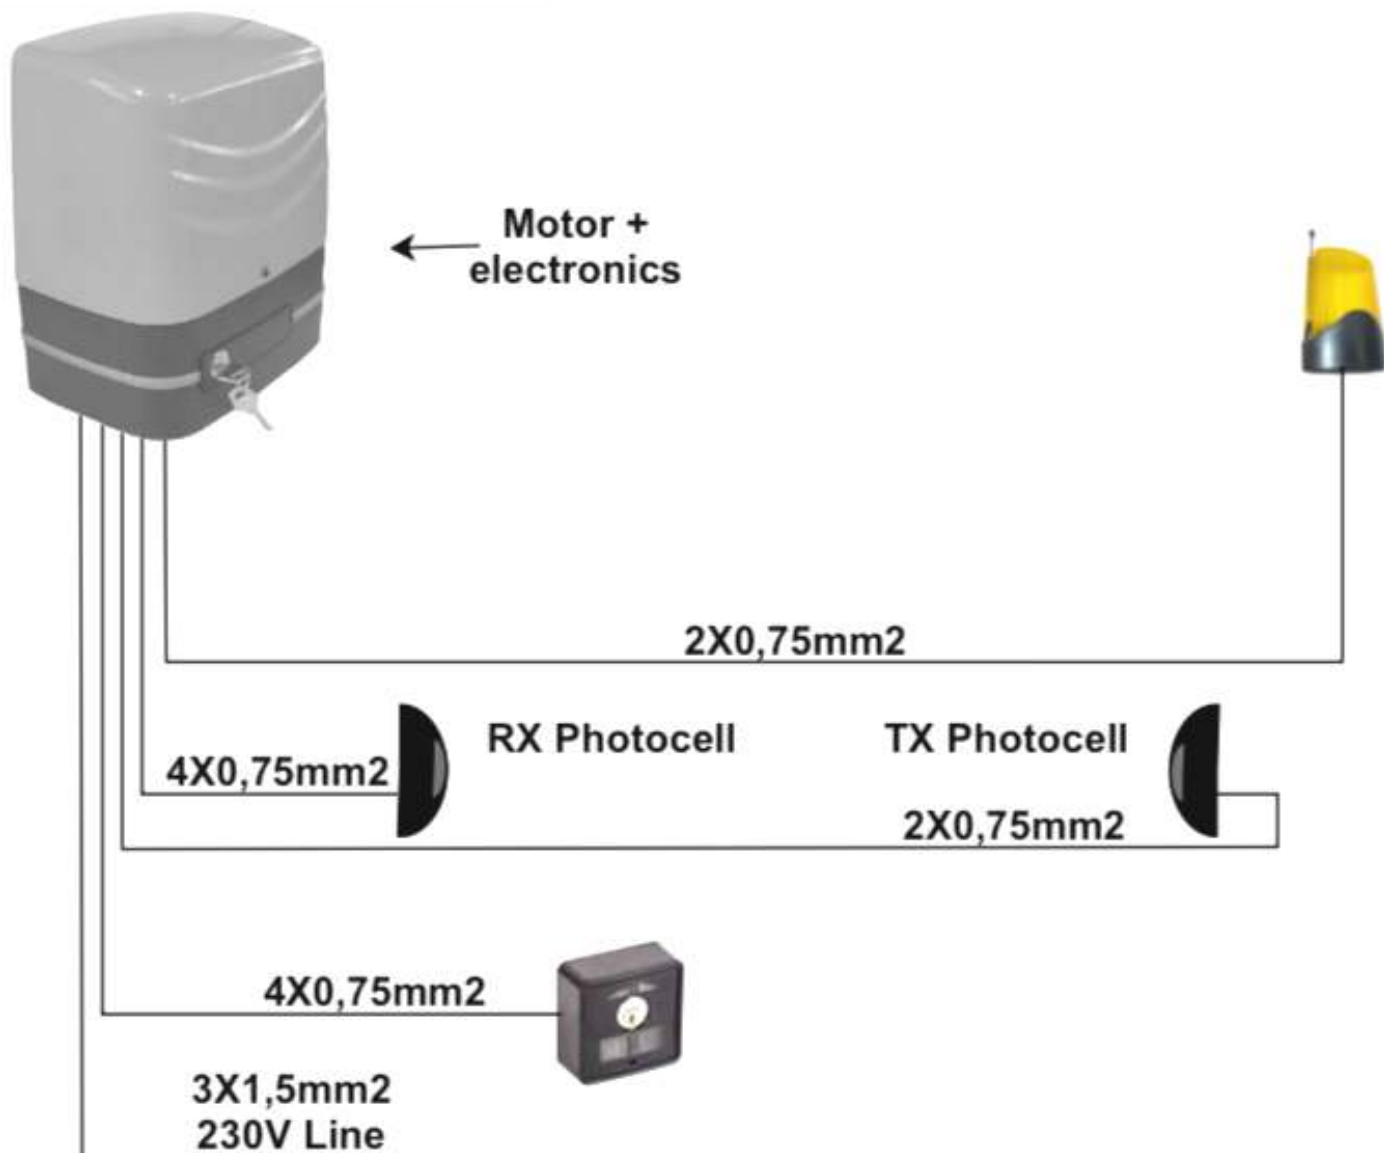 Motor +
electronics
2X0,75mm2
RX Photocell
TX Photocell
4X0,75mm2
2X0,75mm2
4X0,75mm2
3X1,5mm2
230V Line